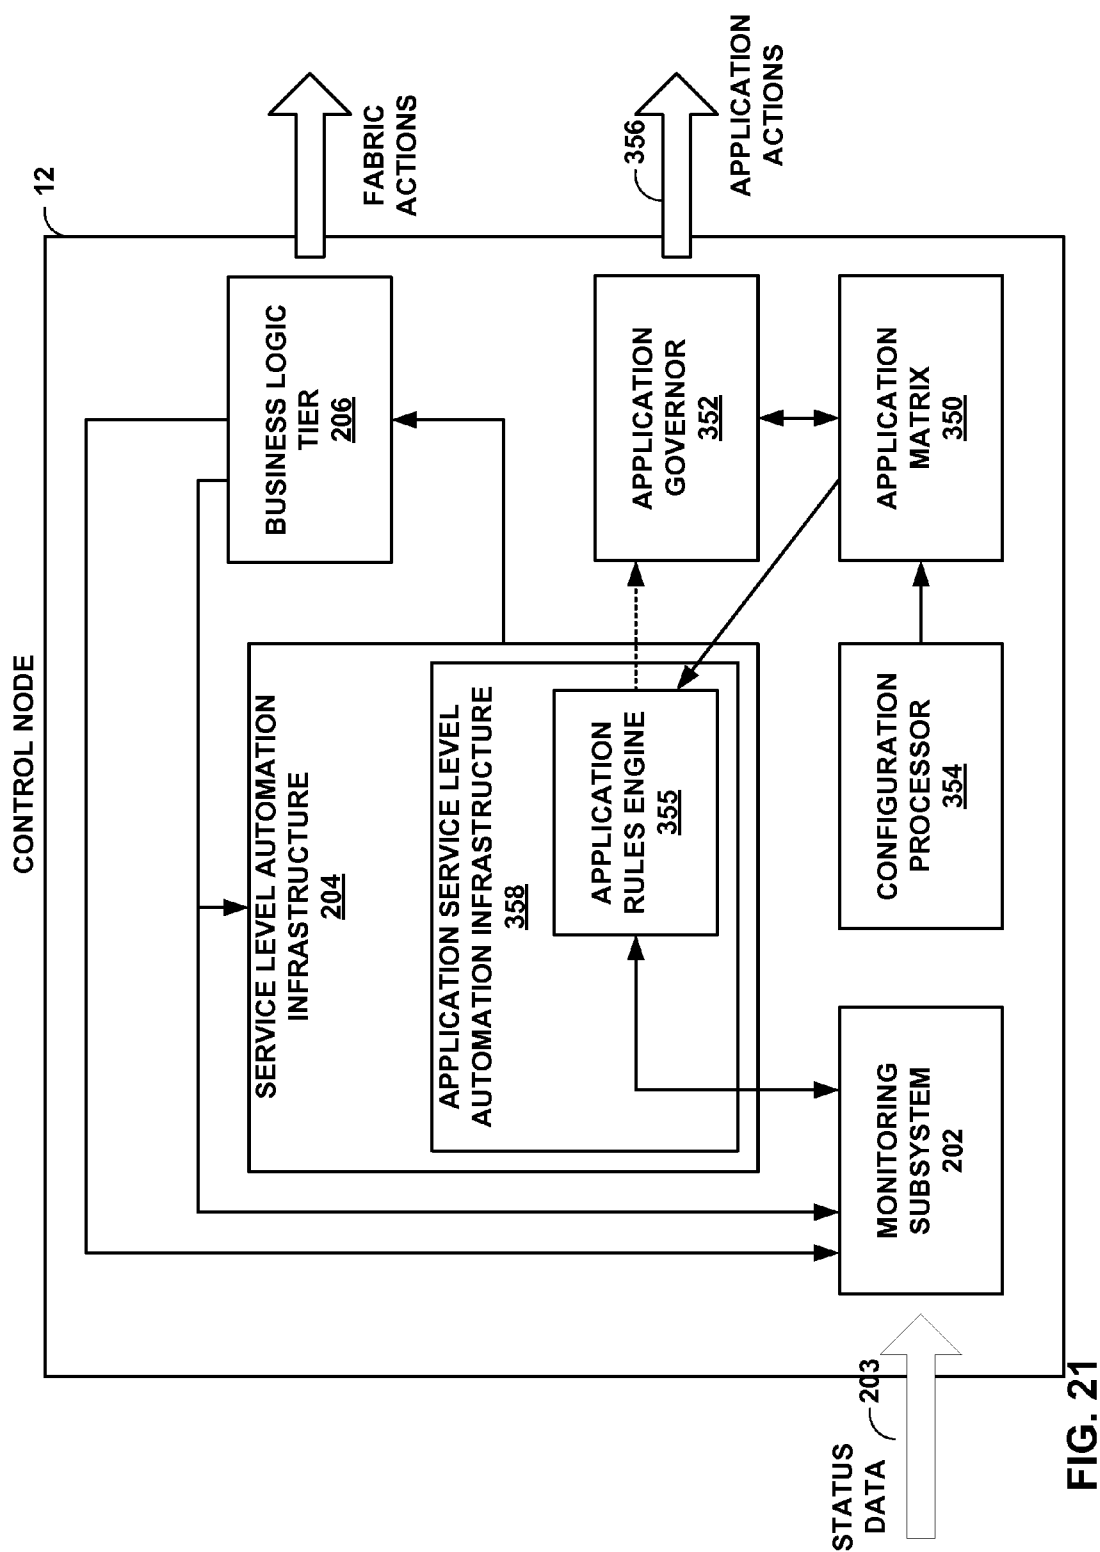 CONTROL NODE
12
SERVICE LEVEL AUTOMATION
INFRASTRUCTURE
204
BUSINESS LOGIC
TIER
206
FABRIC
ACTIONS
APPLICATION SERVICE LEVEL
AUTOMATION INFRASTRUCTURE
358
APPLICATION
RULES ENGINE
355
APPLICATION
GOVERNOR
352
356
APPLICATION
ACTIONS
STATUS
DATA
203
MONITORING
SUBSYSTEM
202
CONFIGURATION
PROCESSOR
354
APPLICATION
MATRIX
350
FIG. 21